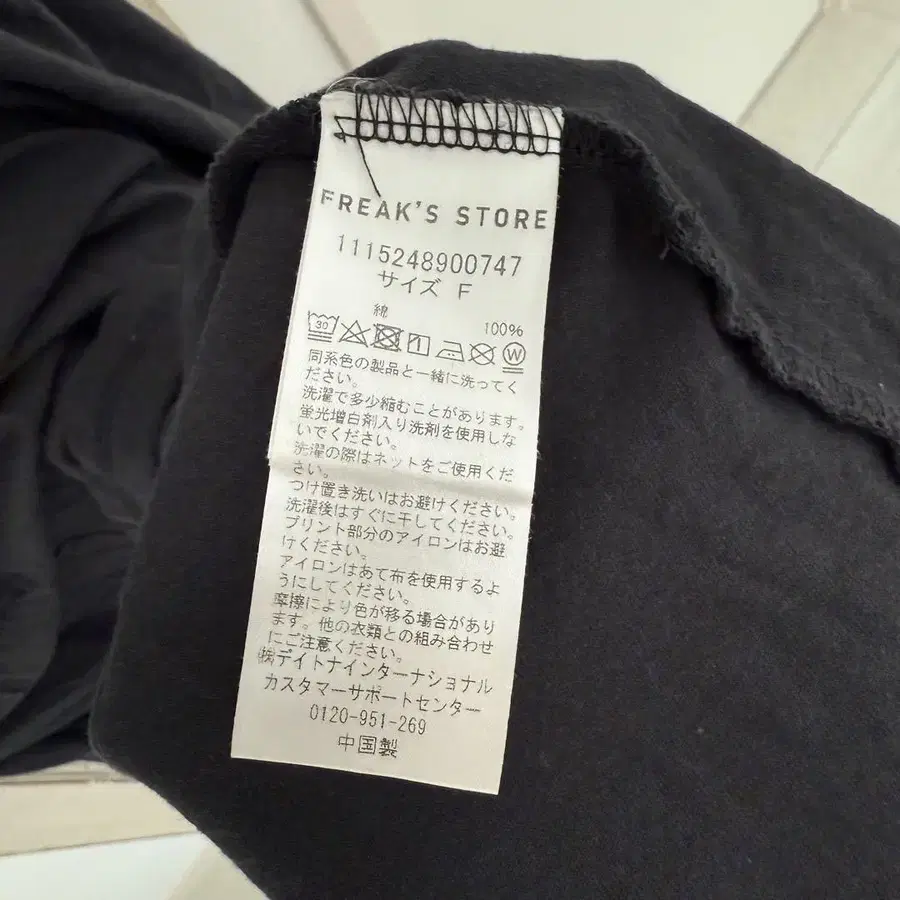 FREAK'S STORE
1115248900747
サイズ F
綿 100%
30 1 W
同系色の製品と一緒に洗ってく
ださい。
洗濯で多少縮むことがあります。
蛍光増白剤入り洗剤を使用しな
いでください。
洗濯の際はネットをご使用くだ
さい。
つけ置き洗いはお避けください。
洗濯後はすぐに干してください。
プリント部分のアイロンはお避
けください。
アイロンはあて布を使用するよ
うにしてください。
摩擦により色が移る場合があり
ます。他の衣類との組み合わせ
にご注意ください。
㈱デイトナインターナショナル
カスタマーサポートセンター
0120-951-269
中国製